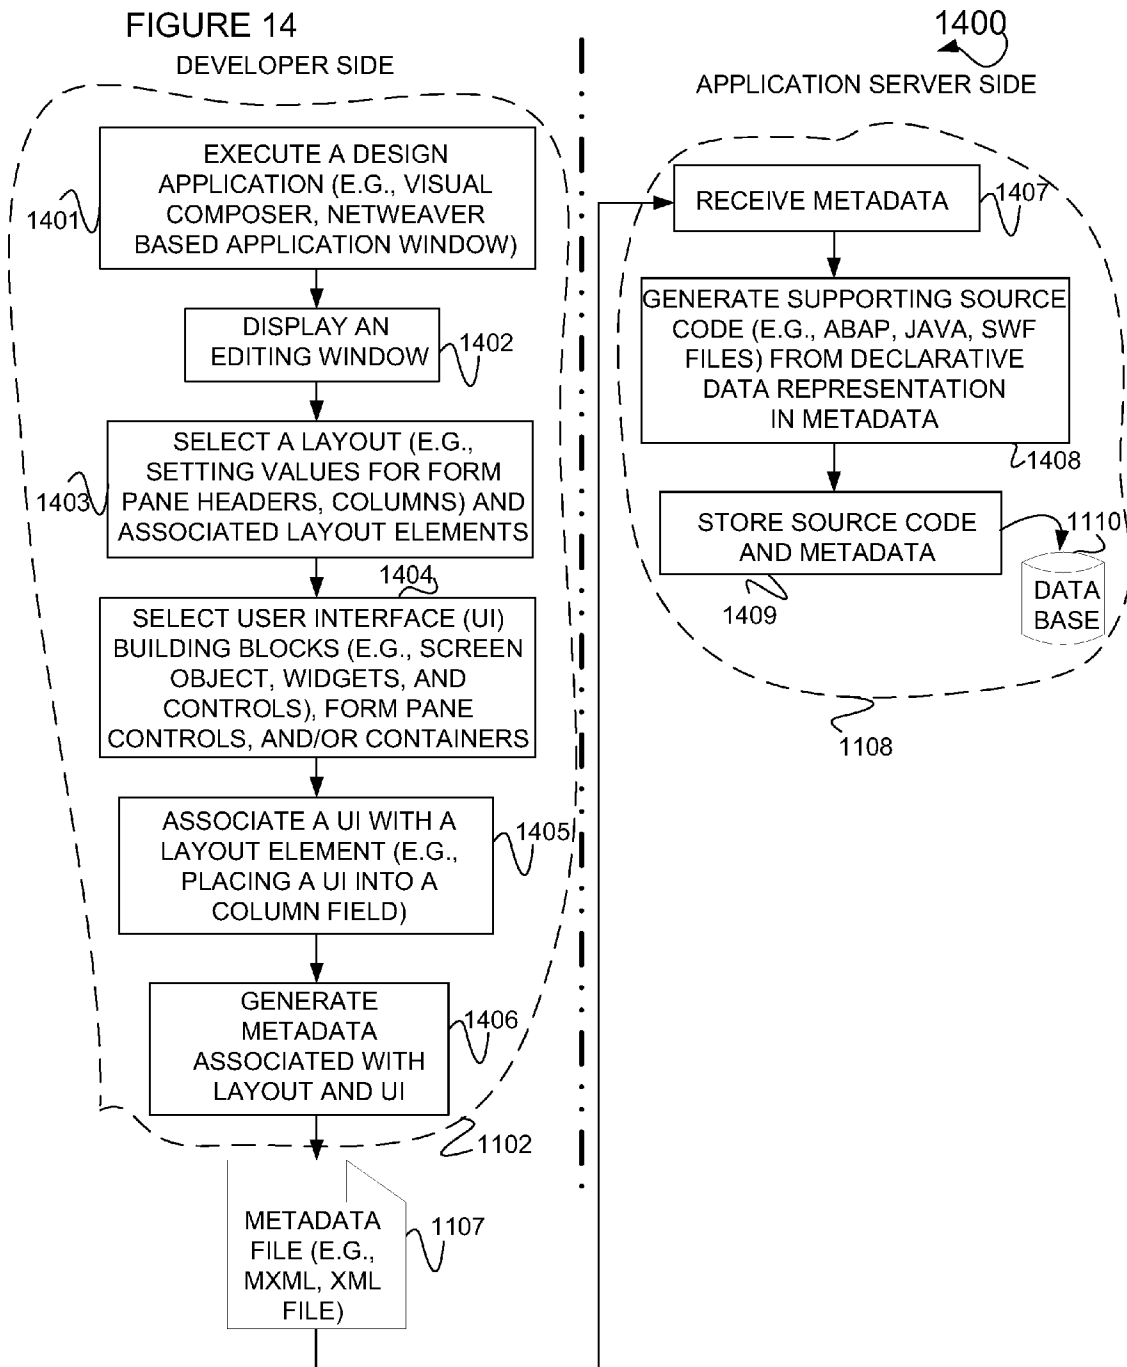 FIGURE 14
DEVELOPER SIDE
EXECUTE A DESIGN
APPLICATION (E.G., VISUAL
COMPOSER, NETWEAVER
BASED APPLICATION WINDOW)
1401
DISPLAY AN
EDITING WINDOW
1402
SELECT A LAYOUT (E.G.,
SETTING VALUES FOR FORM
PANE HEADERS, COLUMNS) AND
ASSOCIATED LAYOUT ELEMENTS
1403
1404
SELECT USER INTERFACE (UI)
BUILDING BLOCKS (E.G., SCREEN
OBJECT, WIDGETS, AND
CONTROLS), FORM PANE
CONTROLS, AND/OR CONTAINERS
ASSOCIATE A UI WITH A
LAYOUT ELEMENT (E.G.,
PLACING A UI INTO A
COLUMN FIELD)
1405
GENERATE
METADATA
ASSOCIATED WITH
LAYOUT AND UI
1406
1102
METADATA
FILE (E.G.,
MXML, XML
FILE)
1107
1400
APPLICATION SERVER SIDE
RECEIVE METADATA
1407
GENERATE SUPPORTING SOURCE
CODE (E.G., ABAP, JAVA, SWF
FILES) FROM DECLARATIVE
DATA REPRESENTATION
IN METADATA
1408
STORE SOURCE CODE
AND METADATA
1409
1110
DATA
BASE
1108